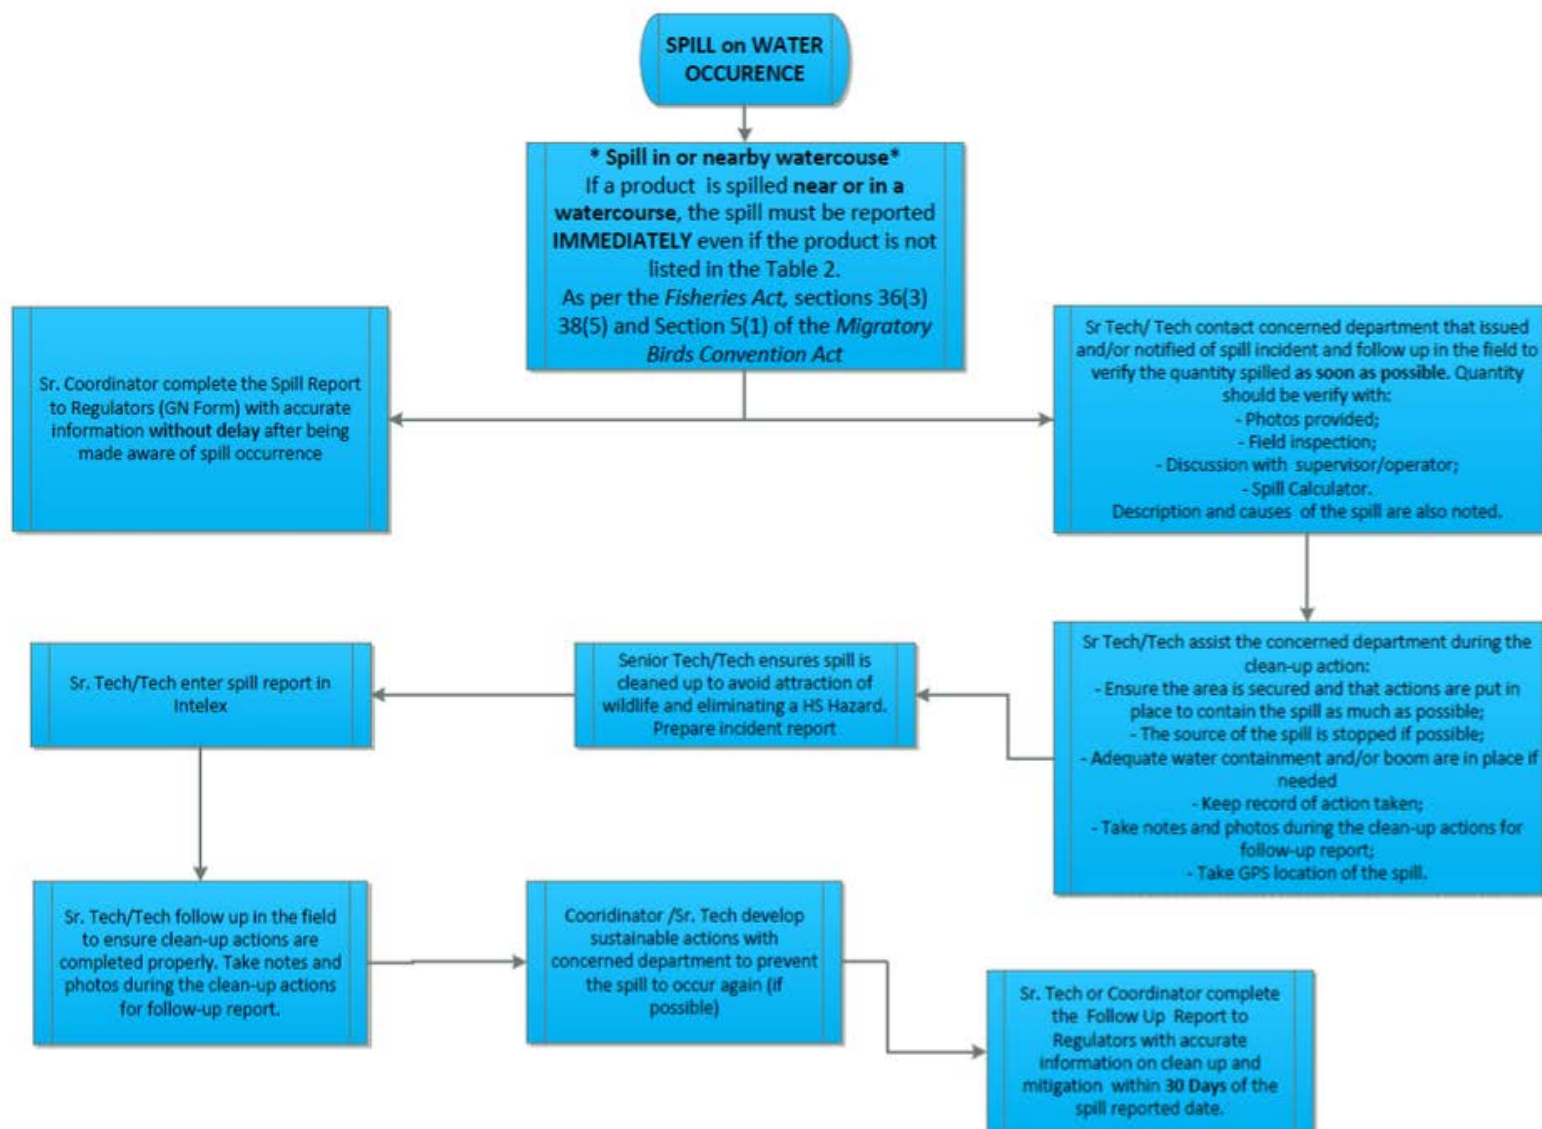 SPILL on WATER
OCCURENCE
* Spill in or nearby watercouse*
If a product is spilled near or in a
watercourse, the spill must be reported
IMMEDIATELY even if the product is not
listed in the Table 2.
As per the Fisheries Act, sections 36(3)
38(5) and Section 5(1) of the Migratory
Birds Convention Act
Sr. Coordinator complete the Spill Report
to Regulators (GN Form) with accurate
information without delay after being
made aware of spill occurrence
Sr Tech/ Tech contact concerned department that issued
and/or notified of spill incident and follow up in the field to
verify the quantity spilled as soon as possible. Quantity
should be verify with:
- Photos provided;
- Field inspection;
- Discussion with supervisor/operator;
- Spill Calculator.
Description and causes of the spill are also noted.
Sr Tech/Tech assist the concerned department during the
clean-up action:
- Ensure the area is secured and that actions are put in
place to contain the spill as much as possible;
- The source of the spill is stopped if possible;
- Adequate water containment and/or boom are in place if
needed
- Keep record of action taken;
- Take notes and photos during the clean-up actions for
follow-up report;
- Take GPS location of the spill.
Senior Tech/Tech ensures spill is
cleaned up to avoid attraction of
wildlife and eliminating a HS Hazard.
Prepare incident report
Sr. Tech/Tech enter spill report in
Intelex
Sr. Tech/Tech follow up in the field
to ensure clean-up actions are
completed properly. Take notes and
photos during the clean-up actions
for follow-up report.
Cooridinator /Sr. Tech develop
sustainable actions with
concerned department to prevent
the spill to occur again (if
possible)
Sr. Tech or Coordinator complete
the Follow Up Report to
Regulators with accurate
information on clean up and
mitigation within 30 Days of the
spill reported date.